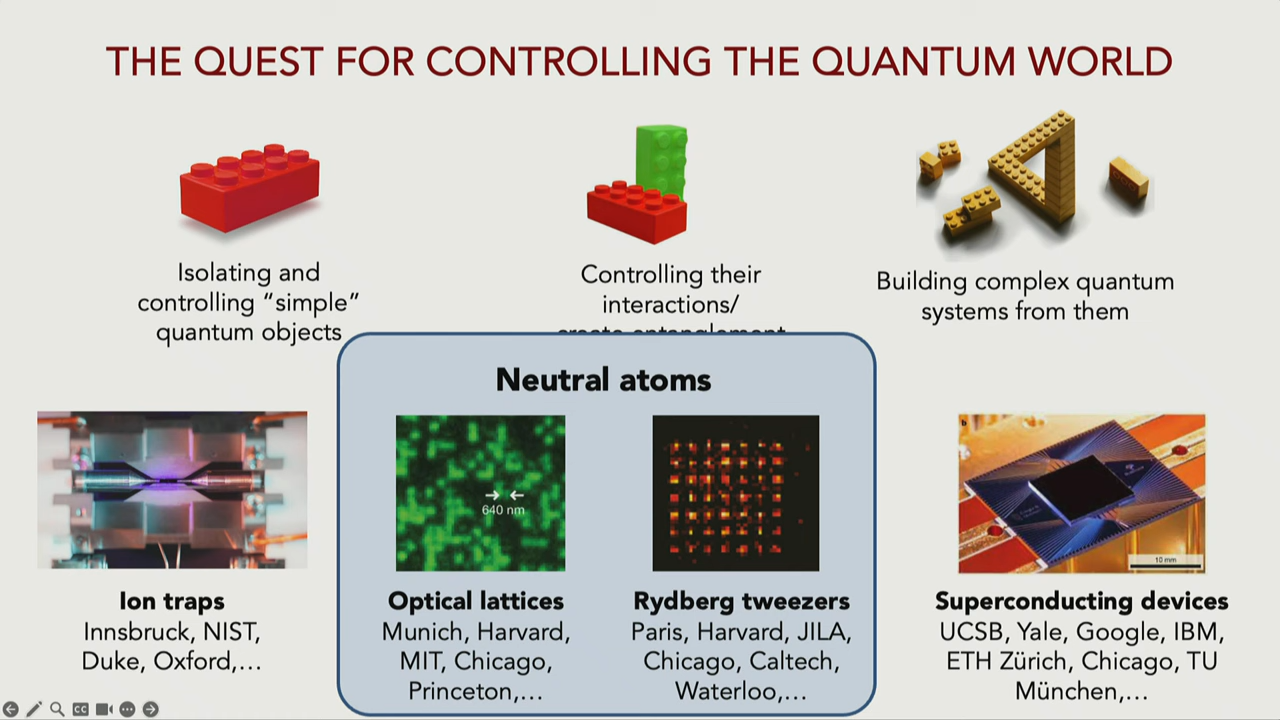 THE QUEST FOR CONTROLLING THE QUANTUM WORLD
Isolating and
controlling “simple”
quantum objects
Controlling their
interactions/
create entanglement
Building complex quantum
systems from them
Neutral atoms
640 nm
b
10 mm
Ion traps
Innsbruck, NIST,
Duke, Oxford,…
Optical lattices
Munich, Harvard,
MIT, Chicago,
Princeton,…
Rydberg tweezers
Paris, Harvard, JILA,
Chicago, Caltech,
Waterloo,…
Superconducting devices
UCSB, Yale, Google, IBM,
ETH Zürich, Chicago, TU
München,…
CC